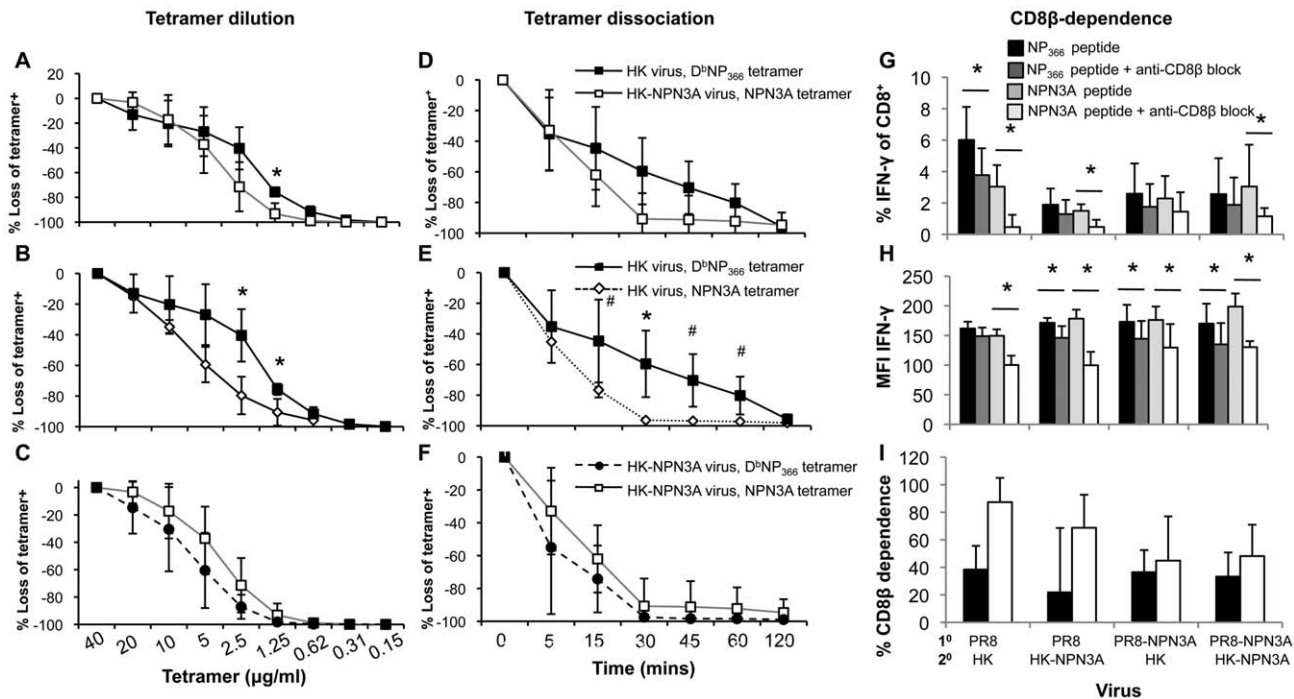 Tetramer dilution
Tetramer dissociation
CD8β-dependence
A
20
0
-20
-40
-60
-80
-100
% Loss of tetramer+
*
B
0
-20
-40
-60
-80
-100
% Loss of tetramer+
*
*
C
0
-20
-40
-60
-80
-100
% Loss of tetramer+
40 20 10 5 2.5 1.25 0.62 0.31 0.15
Tetramer (μg/ml)
D
0
-20
-40
-60
-80
-100
% Loss of tetramer⁺
HK virus, DᵇNP₃₆₆ tetramer
HK-NPN3A virus, NPN3A tetramer
E
0
-20
-40
-60
-80
-100
% Loss of tetramer+
HK virus, DᵇNP₃₆₆ tetramer
HK virus, NPN3A tetramer
# * # #
F
0
-20
-40
-60
-80
-100
% Loss of tetramer+
HK-NPN3A virus, DᵇNP₃₆₆ tetramer
HK-NPN3A virus, NPN3A tetramer
0 5 15 30 45 60 120
Time (mins)
NP₃₆₆ peptide
NP₃₆₆ peptide + anti-CD8β block
NPN3A peptide
NPN3A peptide + anti-CD8β block
G
10
8
6
4
2
0
% IFN-γ of CD8⁺
* * * *
H
250
200
150
100
50
0
MFI IFN-γ
* * * * * * *
I
120
100
80
60
40
20
0
% CD8β dependence
1⁰ PR8 PR8 PR8-NPN3A PR8-NPN3A
2⁰ HK HK-NPN3A HK HK-NPN3A
Virus